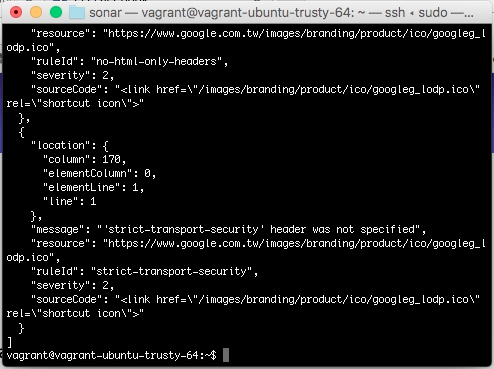 sonar — vagrant@vagrant-ubuntu-trusty-64: ~ — ssh ‹ sudo —...
"resource": "https://www.google.com.tw/images/branding/product/ico/googleg_l
odp.ico",
"ruleId": "no-html-only-headers",
"severity": 2,
"sourceCode": "<link href=\"/images/branding/product/ico/googleg_lodp.ico\"
rel=\"shortcut icon\">"
},
{
"location": {
"column": 170,
"elementColumn": 0,
"elementLine": 1,
"line": 1
},
"message": "'strict-transport-security' header was not specified",
"resource": "https://www.google.com.tw/images/branding/product/ico/googleg_l
odp.ico",
"ruleId": "strict-transport-security",
"severity": 2,
"sourceCode": "<link href=\"/images/branding/product/ico/googleg_lodp.ico\"
rel=\"shortcut icon\">"
}
]
vagrant@vagrant-ubuntu-trusty-64:~$